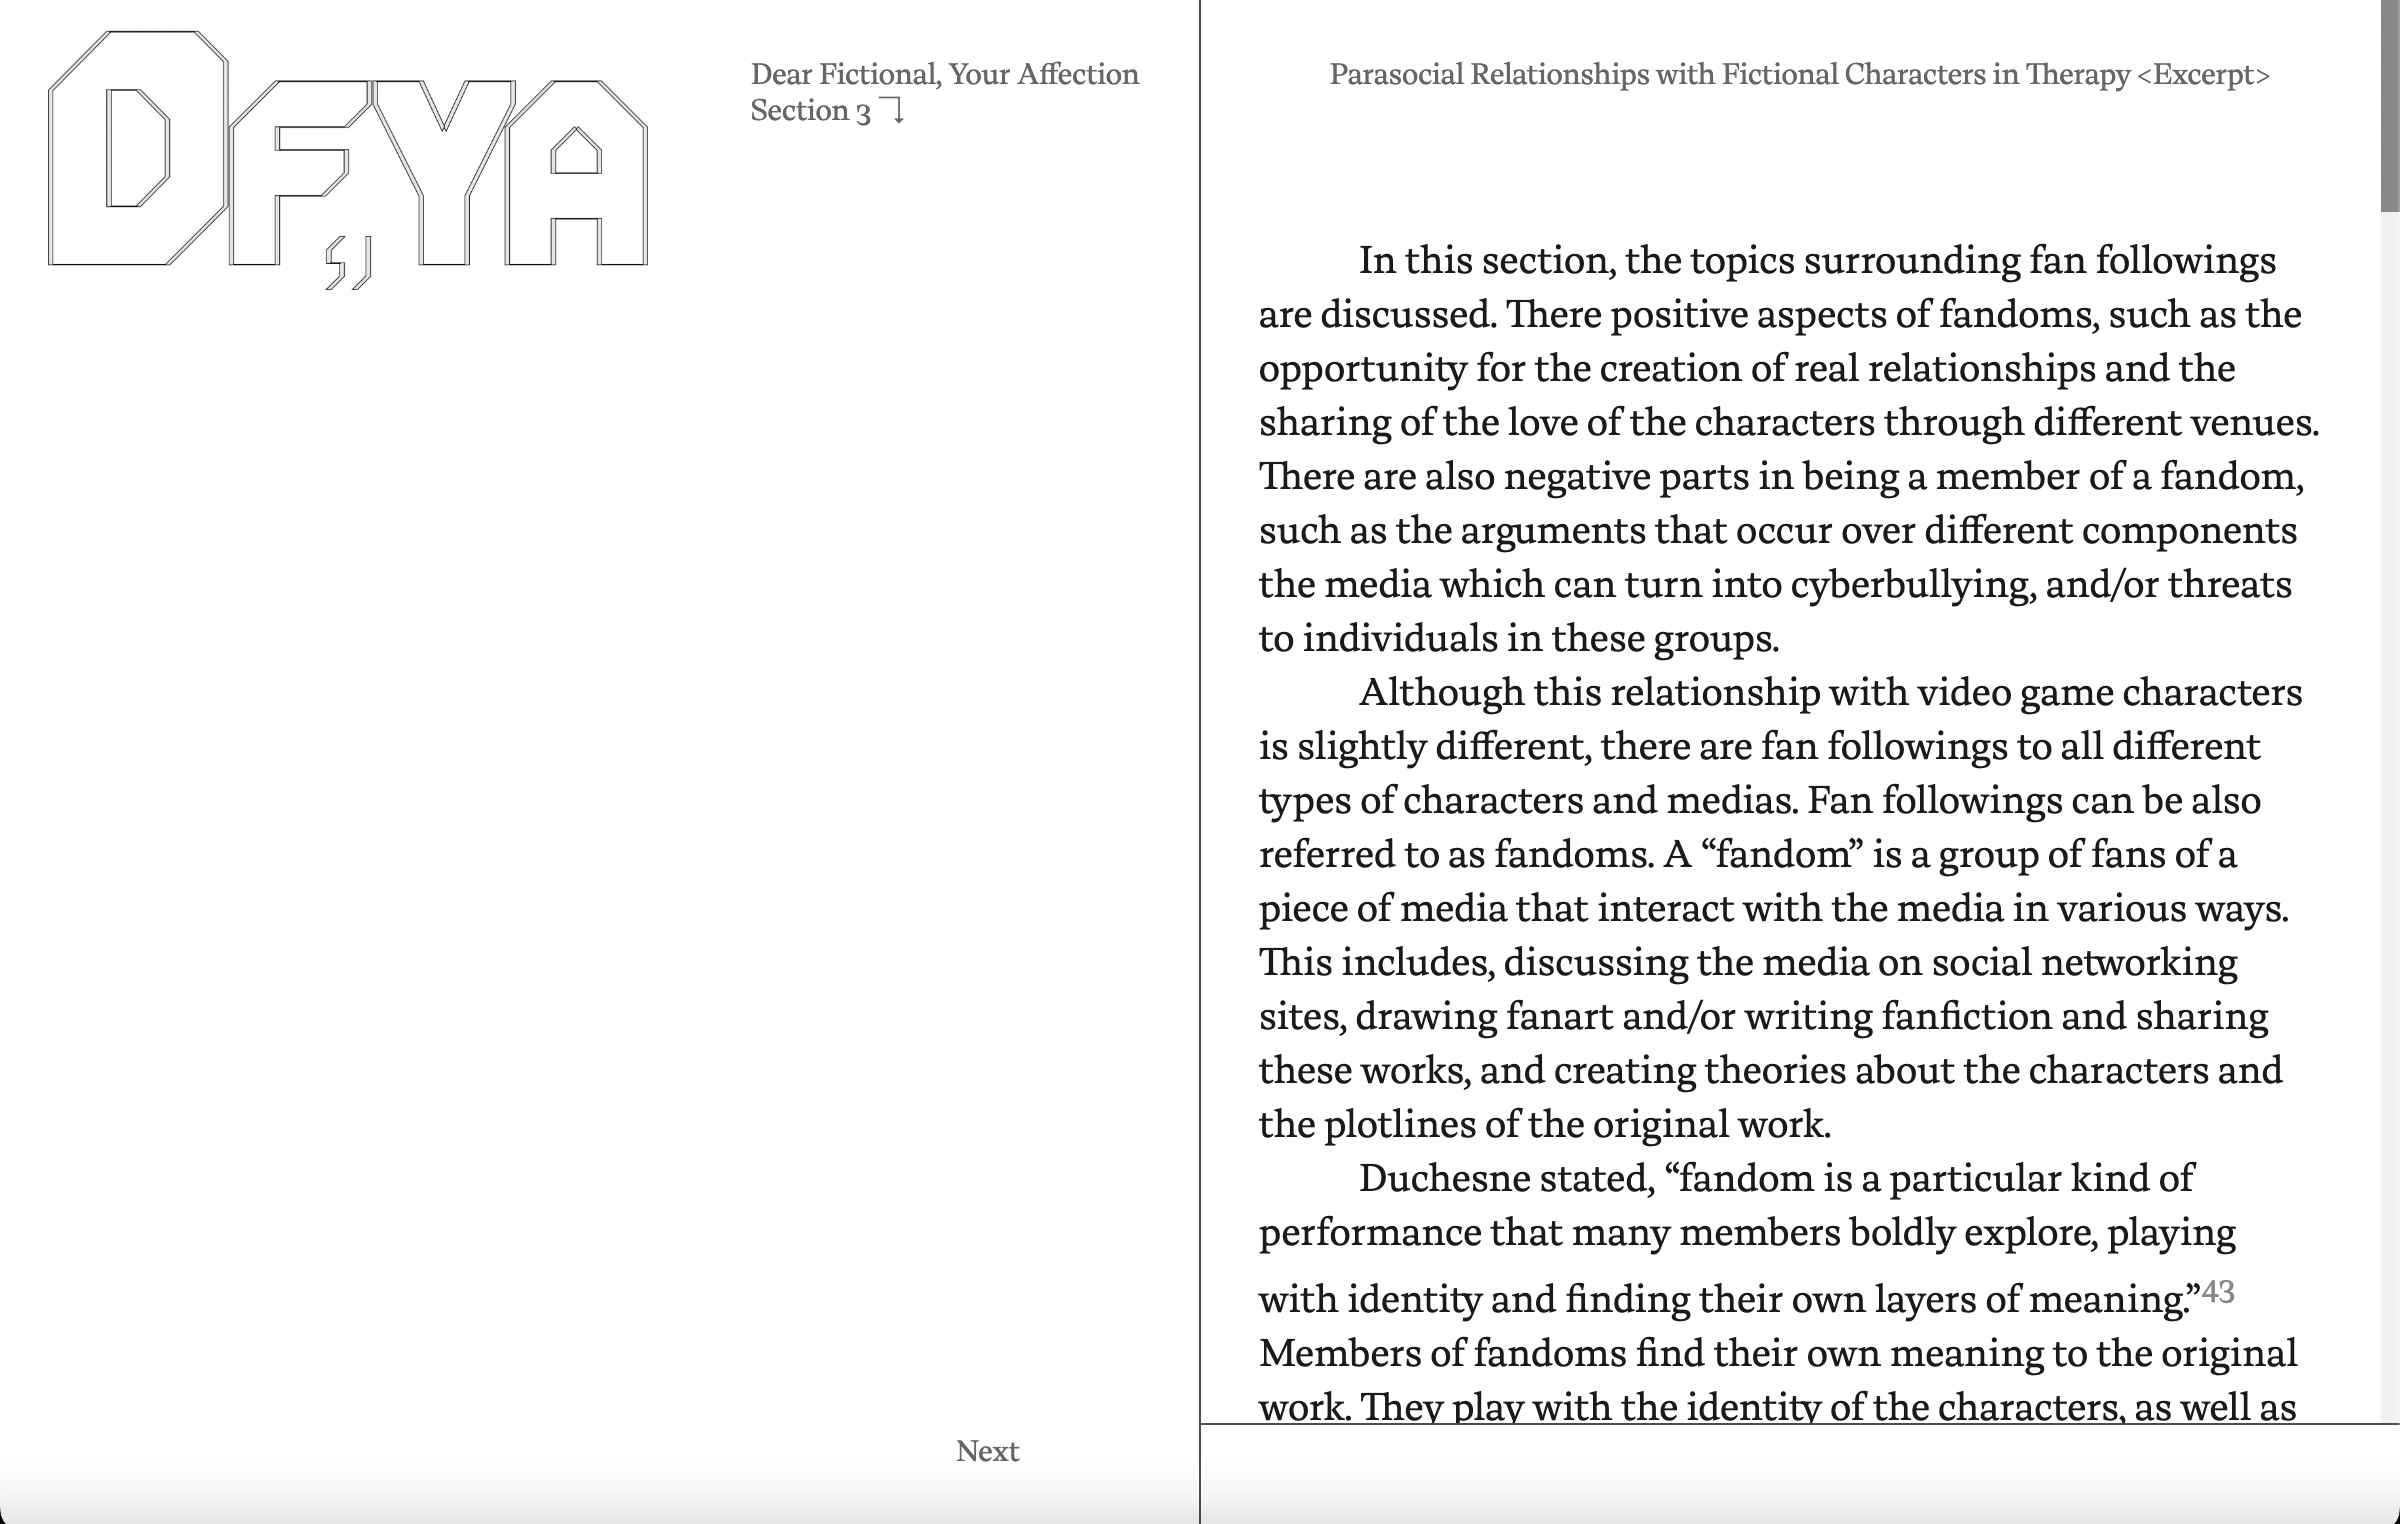 DF,YA
Dear Fictional, Your Affection
Section 3
Parasocial Relationships with Fictional Characters in Therapy <Excerpt>
In this section, the topics surrounding fan followings
are discussed. There positive aspects of fandoms, such as the
opportunity for the creation of real relationships and the
sharing of the love of the characters through different venues.
There are also negative parts in being a member of a fandom,
such as the arguments that occur over different components
the media which can turn into cyberbullying, and/or threats
to individuals in these groups.
Although this relationship with video game characters
is slightly different, there are fan followings to all different
types of characters and medias. Fan followings can be also
referred to as fandoms. A “fandom” is a group of fans of a
piece of media that interact with the media in various ways.
This includes, discussing the media on social networking
sites, drawing fanart and/or writing fanfiction and sharing
these works, and creating theories about the characters and
the plotlines of the original work.
Duchesne stated, “fandom is a particular kind of
performance that many members boldly explore, playing
with identity and finding their own layers of meaning.”43
Members of fandoms find their own meaning to the original
work. They play with the identity of the characters, as well as
Next